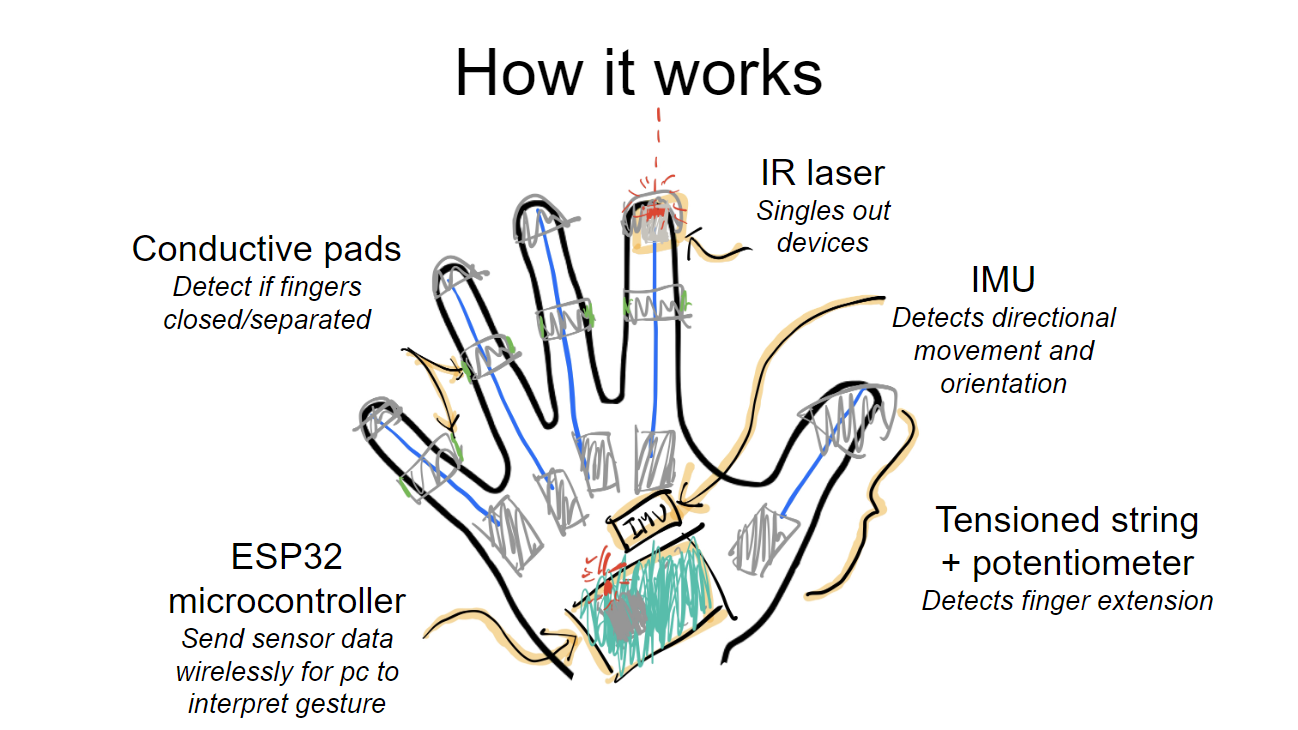 How it works
IR laser
Singles out
devices
Conductive pads
Detect if fingers
closed/separated
IMU
Detects directional
movement and
orientation
IMU
Tensioned string
+ potentiometer
Detects finger extension
ESP32
microcontroller
Send sensor data
wirelessly for pc to
interpret gesture